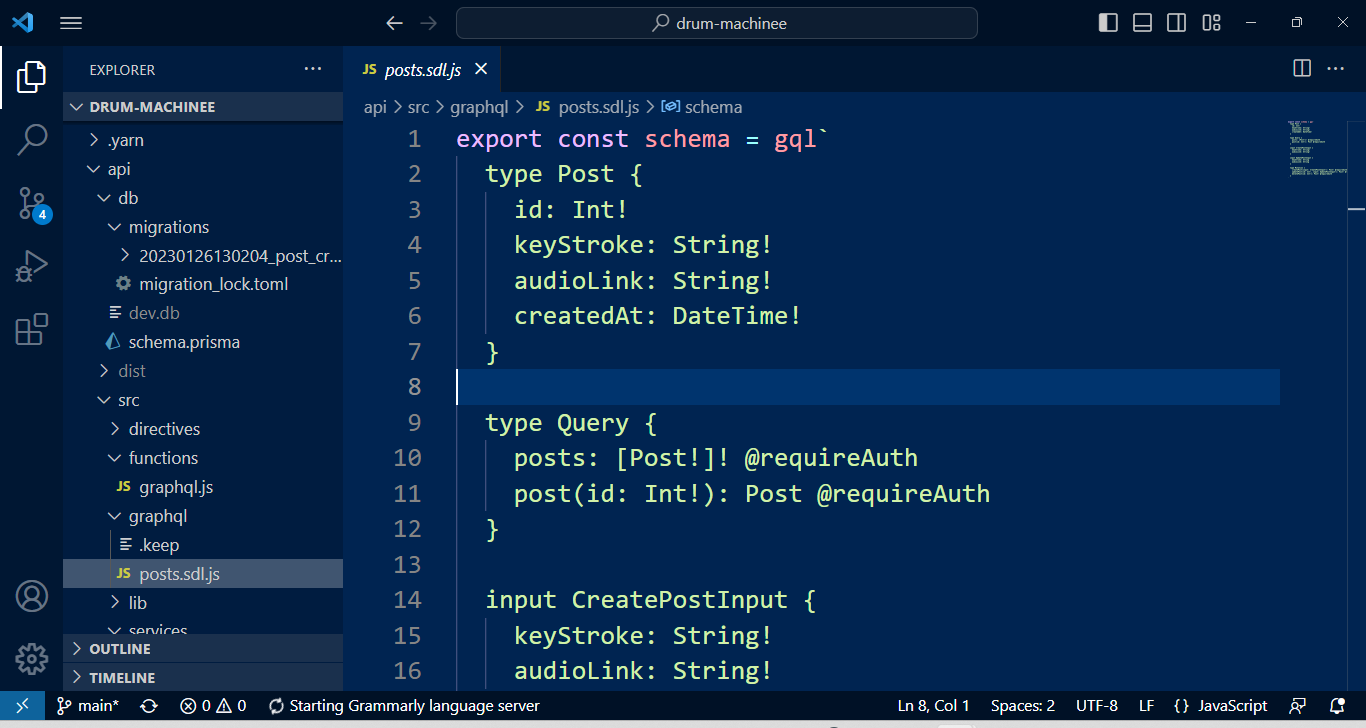 drum-machinee
EXPLORER
DRUM-MACHINEE
.yarn
api
db
migrations
20230126130204_post_cr...
migration_lock.toml
dev.db
schema.prisma
dist
src
directives
functions
JS graphql.js
graphql
.keep
JS posts.sdl.js
lib
services
OUTLINE
TIMELINE
4
JS posts.sdl.js
api > src > graphql > JS posts.sdl.js > schema
1 export const schema = gql`
2 type Post {
3 id: Int!
4 keyStroke: String!
5 audioLink: String!
6 createdAt: DateTime!
7 }
8
9 type Query {
10 posts: [Post!]! @requireAuth
11 post(id: Int!): Post @requireAuth
12 }
13
14 input CreatePostInput {
15 keyStroke: String!
16 audioLink: String!
main* 0 0 Starting Grammarly language server Ln 8, Col 1 Spaces: 2 UTF-8 LF {} JavaScript